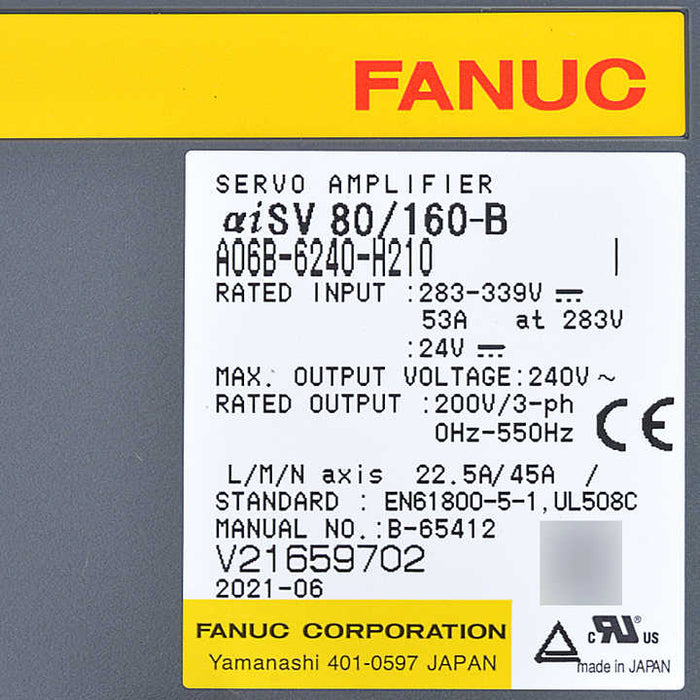 FANUC
SERVO AMPLIFIER
αiSV 80/160-B
A06B-6240-H210 |
RATED INPUT :283-339V ⎓
53A at 283V
:24V ⎓
MAX. OUTPUT VOLTAGE:240V～
RATED OUTPUT :200V/3-ph
0Hz-550Hz
CE
L/M/N axis 22.5A/45A /
STANDARD : EN61800-5-1,UL508C
MANUAL NO.:B-65412
V21659702
2021-06
FANUC CORPORATION
Yamanashi 401-0597 JAPAN
c RU® US
made in JAPAN